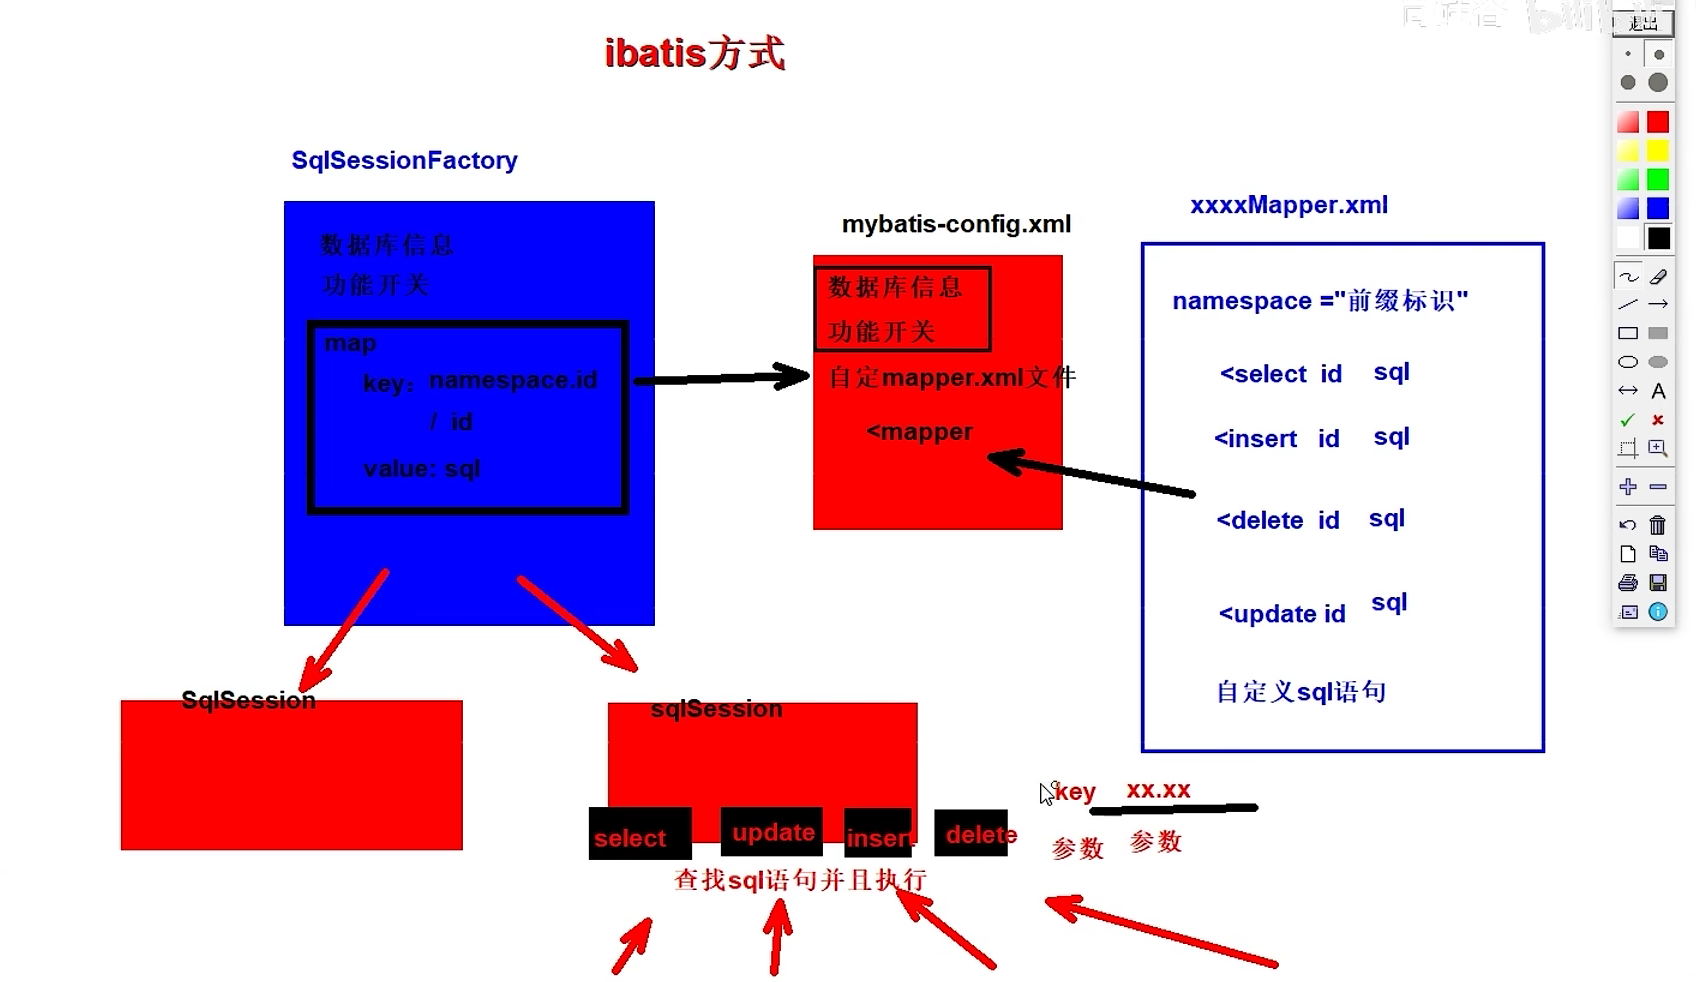 ibatis方式
SqlSessionFactory
数据库信息
功能开关
map
key：namespace.id
/ id
value: sql
mybatis-config.xml
数据库信息
功能开关
自定mapper.xml文件
<mapper
xxxxMapper.xml
namespace ="前缀标识"
<select id sql
<insert id sql
<delete id sql
<update id sql
自定义sql语句
SqlSession
sqlSession
select update insert delete
查找sql语句并且执行
key xx.xx
参数 参数
退出
A
bilibili